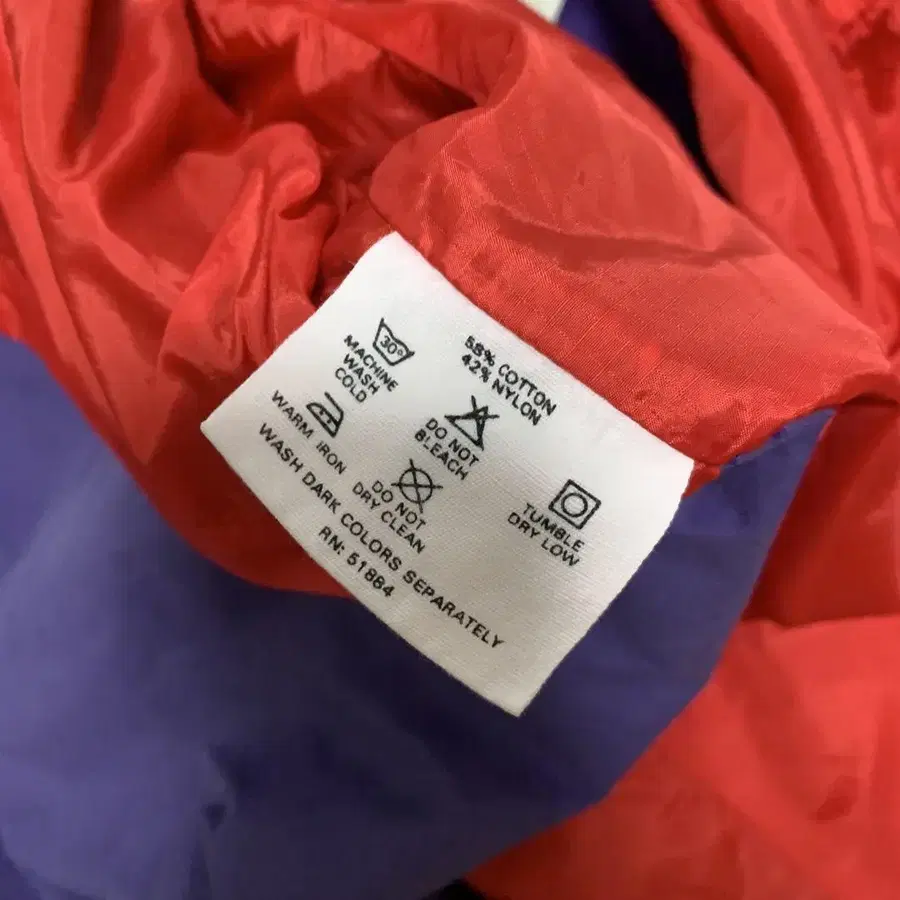 58% COTTON
42% NYLON
30°
MACHINE
WASH
COLD
DO NOT
BLEACH
TUMBLE
DRY LOW
WARM IRON
DO NOT
DRY CLEAN
WASH DARK COLORS SEPARATELY
RN: 51864